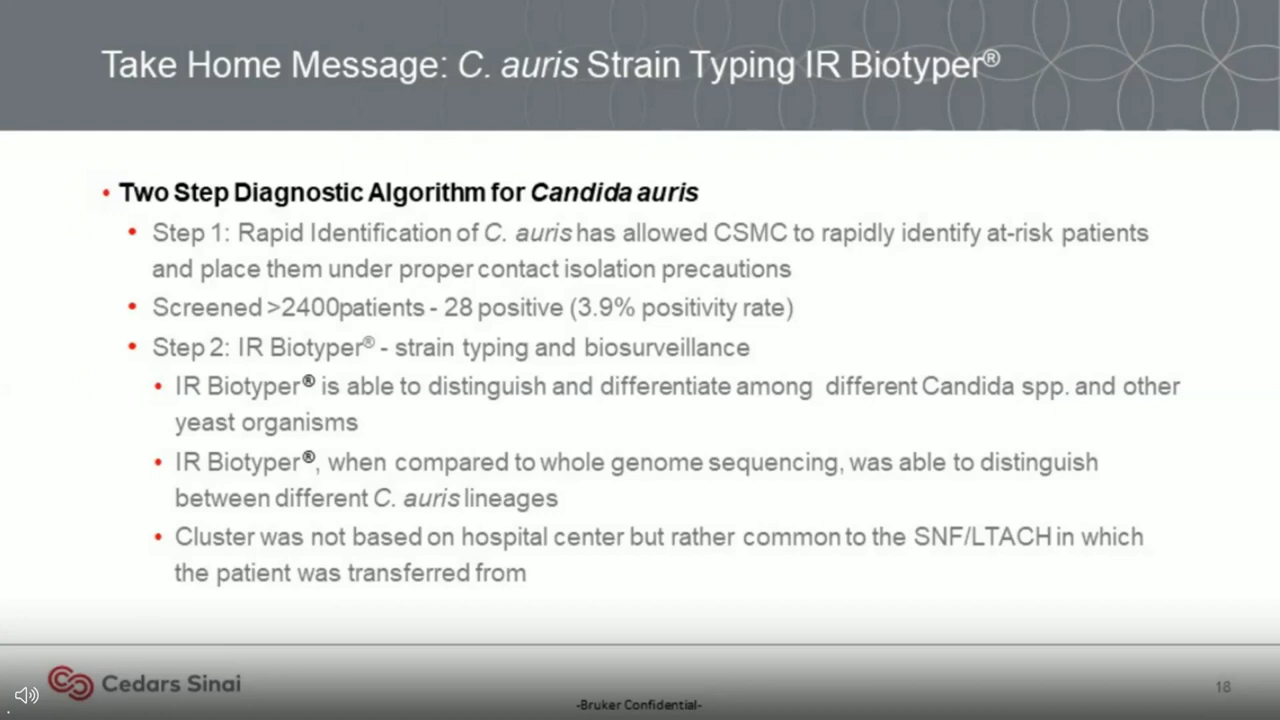 Take Home Message: C. auris Strain Typing IR Biotyper®
• Two Step Diagnostic Algorithm for Candida auris
• Step 1: Rapid Identification of C. auris has allowed CSMC to rapidly identify at-risk patients
and place them under proper contact isolation precautions
• Screened >2400patients - 28 positive (3.9% positivity rate)
• Step 2: IR Biotyper® - strain typing and biosurveillance
• IR Biotyper® is able to distinguish and differentiate among different Candida spp. and other
yeast organisms
• IR Biotyper®, when compared to whole genome sequencing, was able to distinguish
between different C. auris lineages
• Cluster was not based on hospital center but rather common to the SNF/LTACH in which
the patient was transferred from
Cedars Sinai
18
-Bruker Confidential-